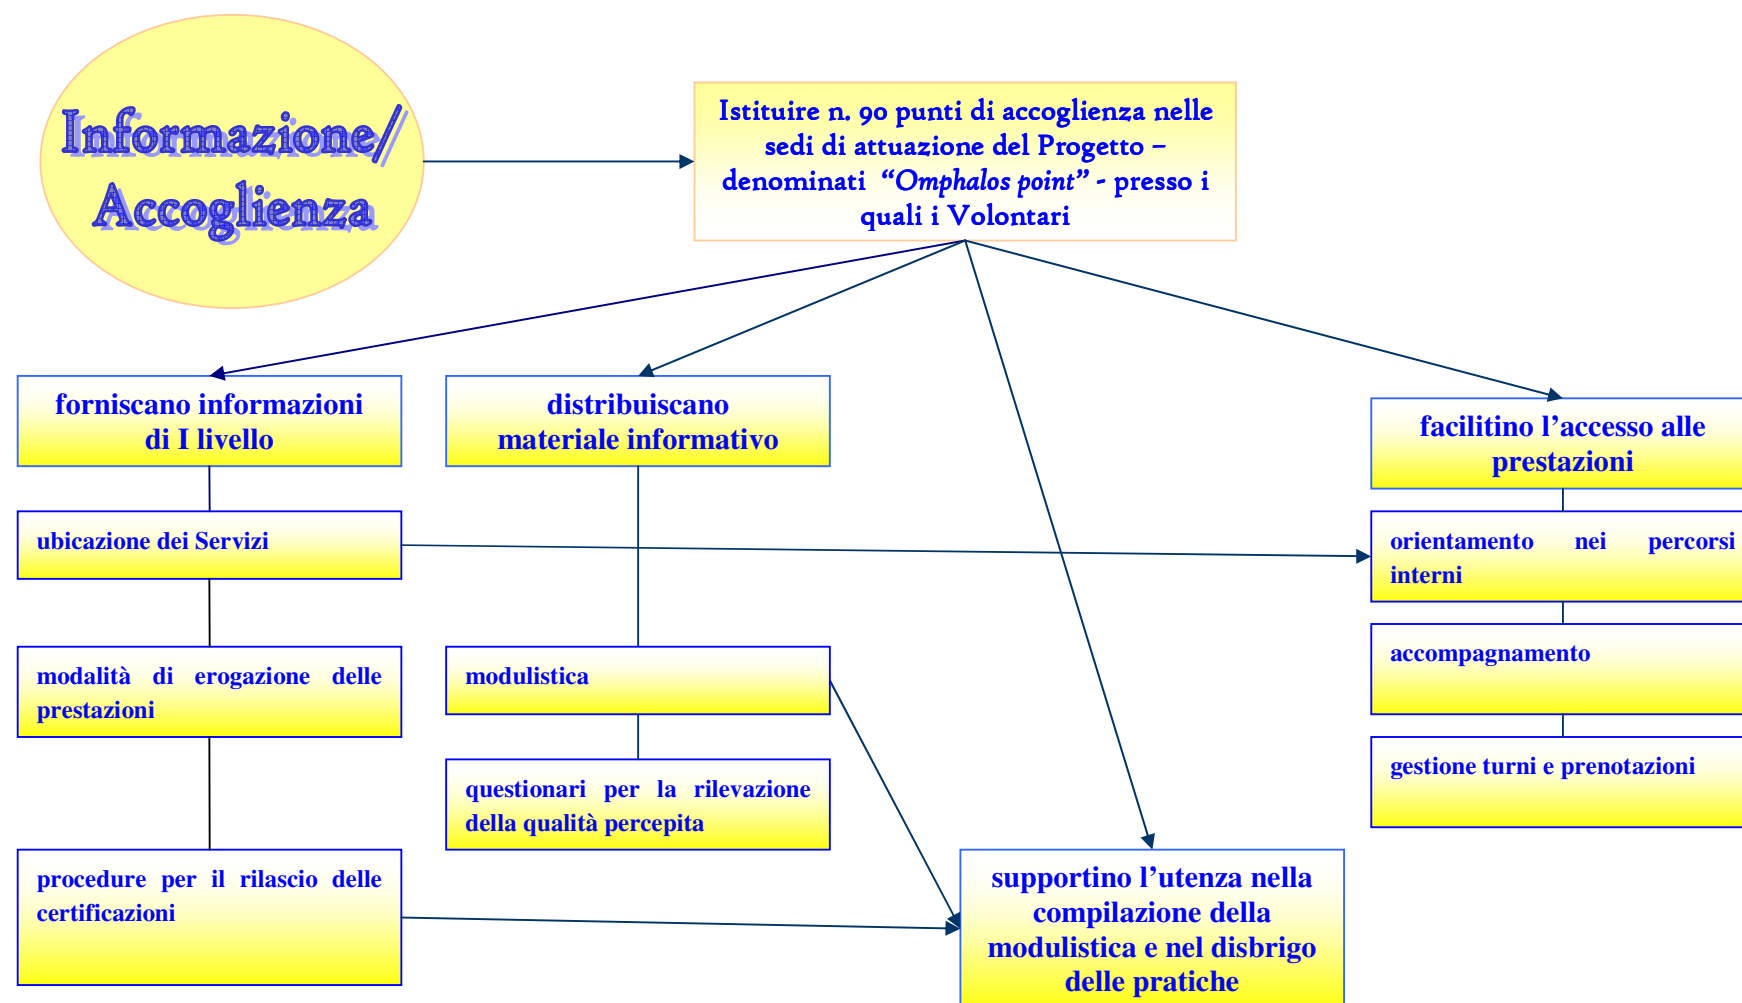 Informazione/
Accoglienza
Istituire n. 90 punti di accoglienza nelle
sedi di attuazione del Progetto –
denominati “Omphalos point” - presso i
quali i Volontari
forniscano informazioni
di I livello
ubicazione dei Servizi
modalità di erogazione delle
prestazioni
procedure per il rilascio delle
certificazioni
distribuiscano
materiale informativo
modulistica
questionari per la rilevazione
della qualità percepita
supportino l’utenza nella
compilazione della
modulistica e nel disbrigo
delle pratiche
facilitino l’accesso alle
prestazioni
orientamento nei percorsi
interni
accompagnamento
gestione turni e prenotazioni